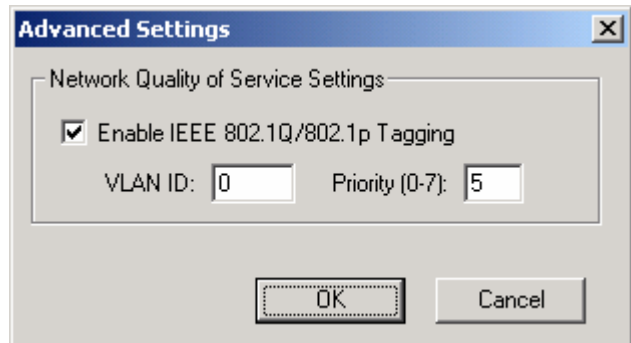 Advanced Settings
Network Quality of Service Settings
Enable IEEE 802.1Q/802.1p Tagging
VLAN ID: 0 Priority (0-7): 5
OK Cancel